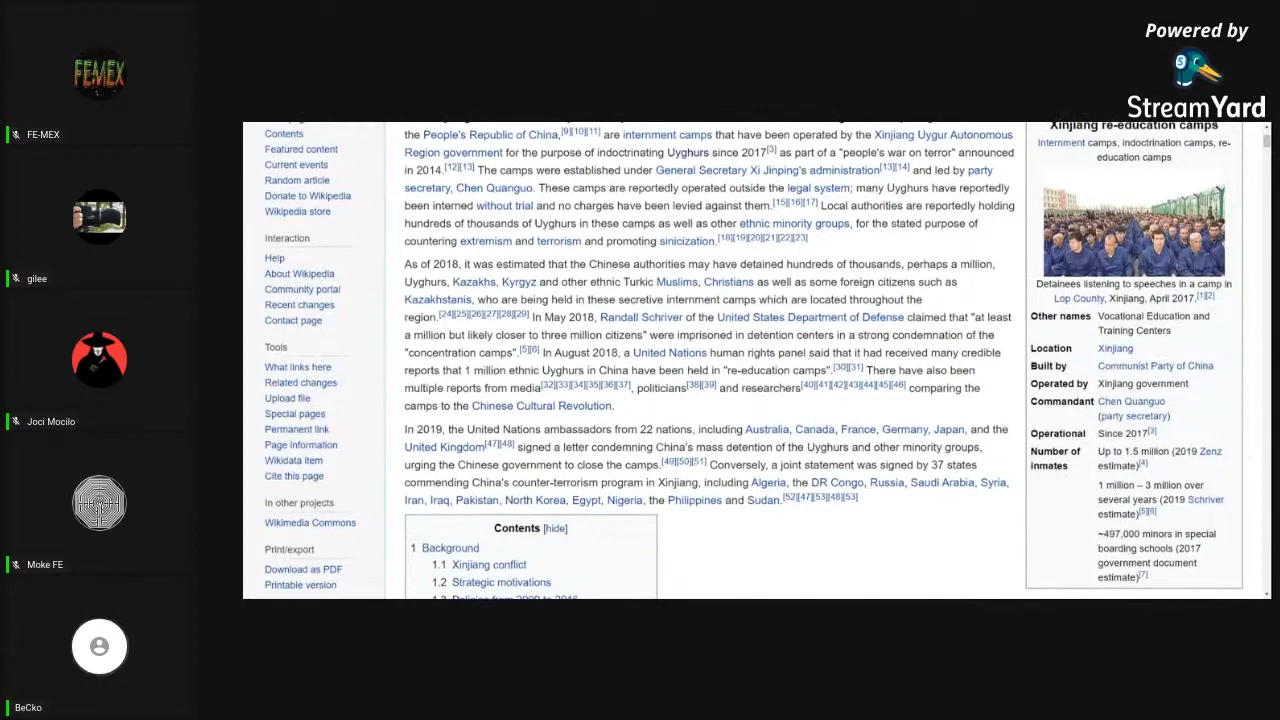 Powered by
StreamYard
FEMEX
FE-MEX
gilee
Joci Mocilo
Moke FE
BeCko
Contents
Featured content
Current events
Random article
Donate to Wikipedia
Wikipedia store
Interaction
Help
About Wikipedia
Community portal
Recent changes
Contact page
Tools
What links here
Related changes
Upload file
Special pages
Permanent link
Page information
Wikidata item
Cite this page
In other projects
Wikimedia Commons
Print/export
Download as PDF
Printable version
the People's Republic of China,[9][10][11] are internment camps that have been operated by the Xinjiang Uygur Autonomous
Region government for the purpose of indoctrinating Uyghurs since 2017[3] as part of a "people's war on terror" announced
in 2014.[12][13] The camps were established under General Secretary Xi Jinping's administration[13][14] and led by party
secretary, Chen Quanguo. These camps are reportedly operated outside the legal system; many Uyghurs have reportedly
been interned without trial and no charges have been levied against them.[15][16][17] Local authorities are reportedly holding
hundreds of thousands of Uyghurs in these camps as well as other ethnic minority groups, for the stated purpose of
countering extremism and terrorism and promoting sinicization.[18][19][20][21][22][23]
As of 2018, it was estimated that the Chinese authorities may have detained hundreds of thousands, perhaps a million,
Uyghurs, Kazakhs, Kyrgyz and other ethnic Turkic Muslims, Christians as well as some foreign citizens such as
Kazakhstanis, who are being held in these secretive internment camps which are located throughout the
region.[24][25][26][27][28][29] In May 2018, Randall Schriver of the United States Department of Defense claimed that "at least
a million but likely closer to three million citizens" were imprisoned in detention centers in a strong condemnation of the
"concentration camps".[5][6] In August 2018, a United Nations human rights panel said that it had received many credible
reports that 1 million ethnic Uyghurs in China have been held in "re-education camps".[30][31] There have also been
multiple reports from media[32][33][34][35][36][37], politicians[38][39] and researchers[40][41][42][43][44][45][46] comparing the
camps to the Chinese Cultural Revolution.
In 2019, the United Nations ambassadors from 22 nations, including Australia, Canada, France, Germany, Japan, and the
United Kingdom[47][48] signed a letter condemning China's mass detention of the Uyghurs and other minority groups,
urging the Chinese government to close the camps.[49][50][51] Conversely, a joint statement was signed by 37 states
commending China's counter-terrorism program in Xinjiang, including Algeria, the DR Congo, Russia, Saudi Arabia, Syria,
Iran, Iraq, Pakistan, North Korea, Egypt, Nigeria, the Philippines and Sudan.[52][47][53][48][53]
Contents [hide]
1 Background
1.1 Xinjiang conflict
1.2 Strategic motivations
1.3 Policies from 2009 to 2016
Xinjiang re-education camps
Internment camps, indoctrination camps, re-
education camps
Detainees listening to speeches in a camp in
Lop County, Xinjiang, April 2017.[1][2]
Other names Vocational Education and
Training Centers
Location Xinjiang
Built by Communist Party of China
Operated by Xinjiang government
Commandant Chen Quanguo
(party secretary)
Operational Since 2017[3]
Number of Up to 1.5 million (2019 Zenz
inmates estimate)[4]
1 million – 3 million over
several years (2019 Schriver
estimate)[5][6]
~497,000 minors in special
boarding schools (2017
government document
estimate)[7]